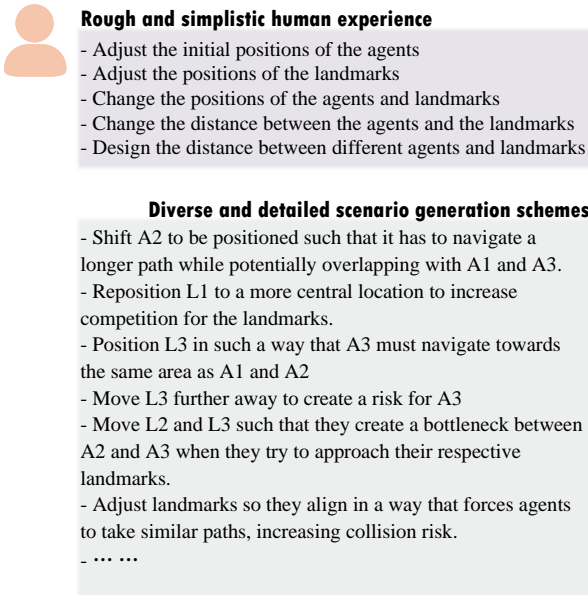 Rough and simplistic human experience
- Adjust the initial positions of the agents
- Adjust the positions of the landmarks
- Change the positions of the agents and landmarks
- Change the distance between the agents and the landmarks
- Design the distance between different agents and landmarks
Diverse and detailed scenario generation schemes
- Shift A2 to be positioned such that it has to navigate a
longer path while potentially overlapping with A1 and A3.
- Reposition L1 to a more central location to increase
competition for the landmarks.
- Position L3 in such a way that A3 must navigate towards
the same area as A1 and A2
- Move L3 further away to create a risk for A3
- Move L2 and L3 such that they create a bottleneck between
A2 and A3 when they try to approach their respective
landmarks.
- Adjust landmarks so they align in a way that forces agents
to take similar paths, increasing collision risk.
- … …